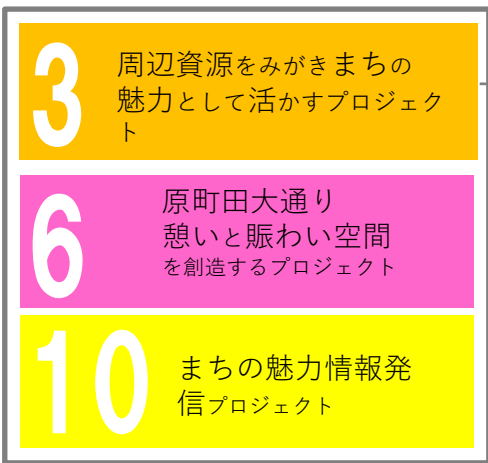 3
周辺資源をみがきまちの
魅力として活かすプロジェク
ト
6
原町田大通り
憩いと賑わい空間
を創造するプロジェクト
10
まちの魅力情報発
信プロジェクト